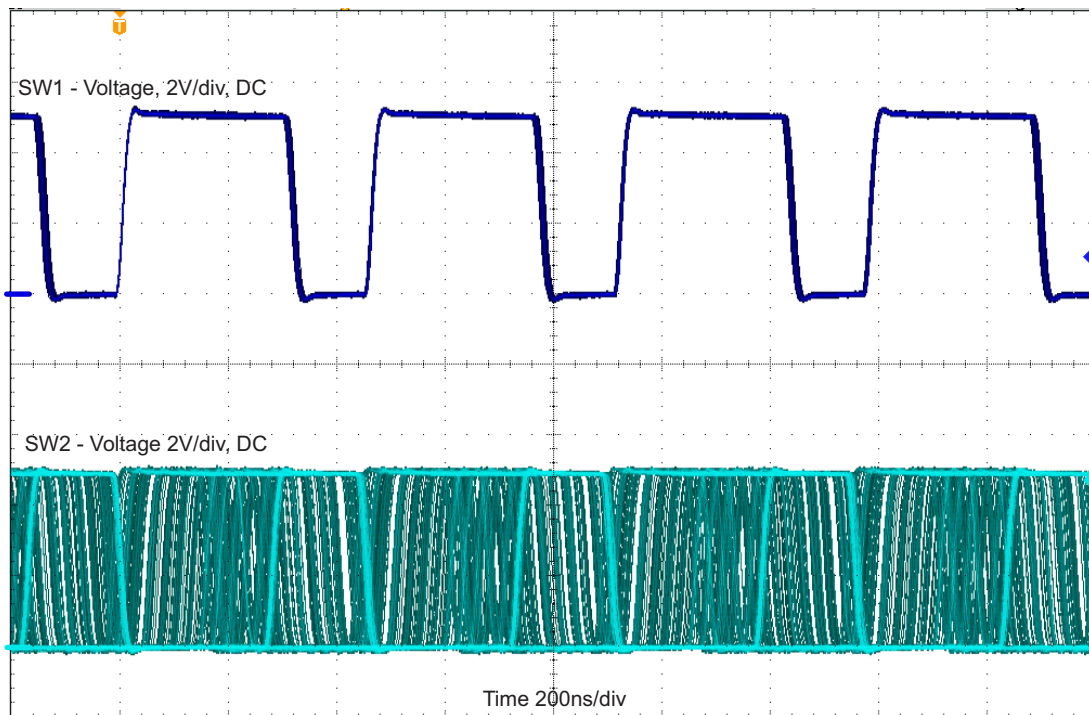 T
SW1 - Voltage, 2V/div, DC
SW2 - Voltage 2V/div, DC
Time 200ns/div